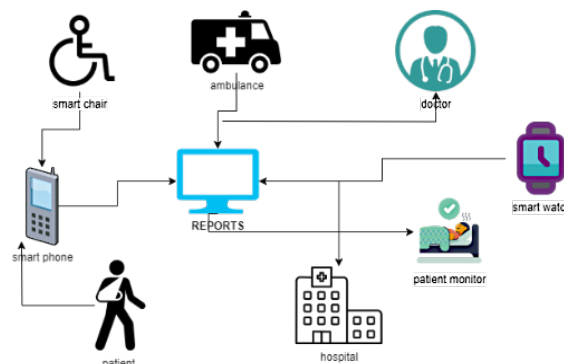 smart chair
ambulance
doctor
smart watc
REPORTS
smart phone
patient monitor
hospital
patient